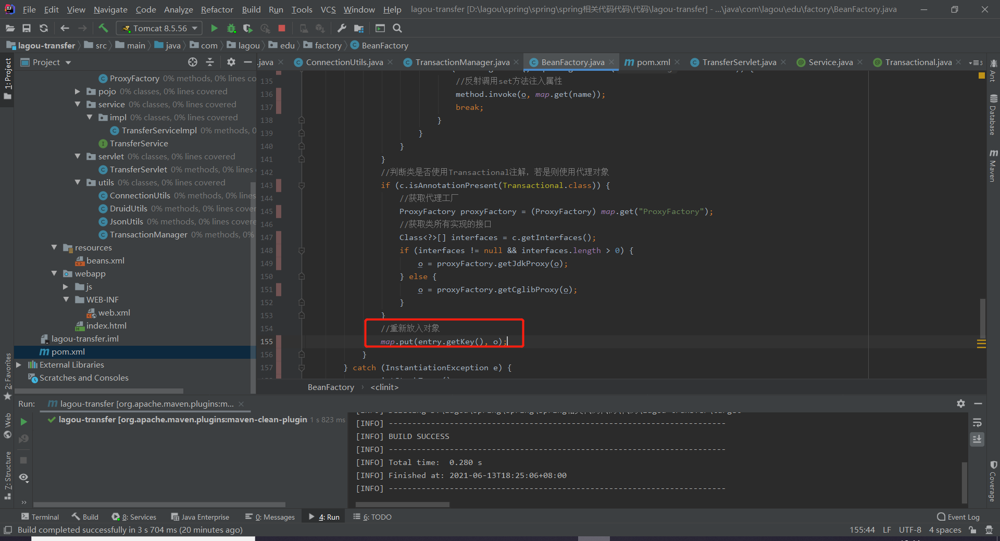 File Edit View Navigate Code Analyze Refactor Build Run Tools VCS Window Help lagou-transfer [D:\lagou\spring\spring\spring相关代码代码\代码\lagou-transfer] - ...\java\com\lagou\edu\factory\BeanFactory.java
Tomcat 8.5.56
lagou-transfer src main java com lagou edu factory BeanFactory
Project
.java ConnectionUtils.java TransactionManager.java BeanFactory.java pom.xml TransferServlet.java Service.java Transactional.java 3
1: Project
2: Favorites
Web
7: Structure
Ant
Database
Maven
Coverage
ProxyFactory 0% methods, 0% lines co
pojo 0% classes, 0% lines covered
service 0% classes, 0% lines covered
impl 0% classes, 0% lines covered
TransferServiceImpl 0% methods, 0
TransferService
servlet 0% classes, 0% lines covered
TransferServlet 0% methods, 0% lines
utils 0% classes, 0% lines covered
ConnectionUtils 0% methods, 0% lines
DruidUtils 0% methods, 0% lines cover
JsonUtils 0% methods, 0% lines covere
TransactionManager 0% methods, 0%
resources
beans.xml
webapp
js
WEB-INF
web.xml
index.html
lagou-transfer.iml
pom.xml
External Libraries
Scratches and Consoles
135 //反射调用set方法注入属性
136 method.invoke(o, map.get(name));
137 break;
138 }
139 }
140 }
141 }
142 //判断类是否使用Transactional注解，若是则使用代理对象
143 if (c.isAnnotationPresent(Transactional.class)) {
144 //获取代理工厂
145 ProxyFactory proxyFactory = (ProxyFactory) map.get("ProxyFactory");
146 //获取类所有实现的接口
147 Class<?>[] interfaces = c.getInterfaces();
148 if (interfaces != null && interfaces.length > 0) {
149 o = proxyFactory.getJdkProxy(o);
150 } else {
151 o = proxyFactory.getCglibProxy(o);
152 }
153 }
154 //重新放入对象
155 map.put(entry.getKey(), o);
156 }
157 } catch (InstantiationException e) {
BeanFactory › <clinit>
Run: lagou-transfer [org.apache.maven.plugins:m...
lagou-transfer [org.apache.maven.plugins:maven-clean-plugin 1 s 823 ms
[INFO] ------------------------------------------------------------------------
[INFO] BUILD SUCCESS
[INFO] ------------------------------------------------------------------------
[INFO] Total time:  0.280 s
[INFO] Finished at: 2021-06-13T18:25:06+08:00
[INFO] ------------------------------------------------------------------------
Terminal Build 8: Services Java Enterprise 0: Messages 4: Run 6: TODO Event Log
Build completed successfully in 3 s 704 ms (20 minutes ago) 155:44 LF UTF-8 4 spaces